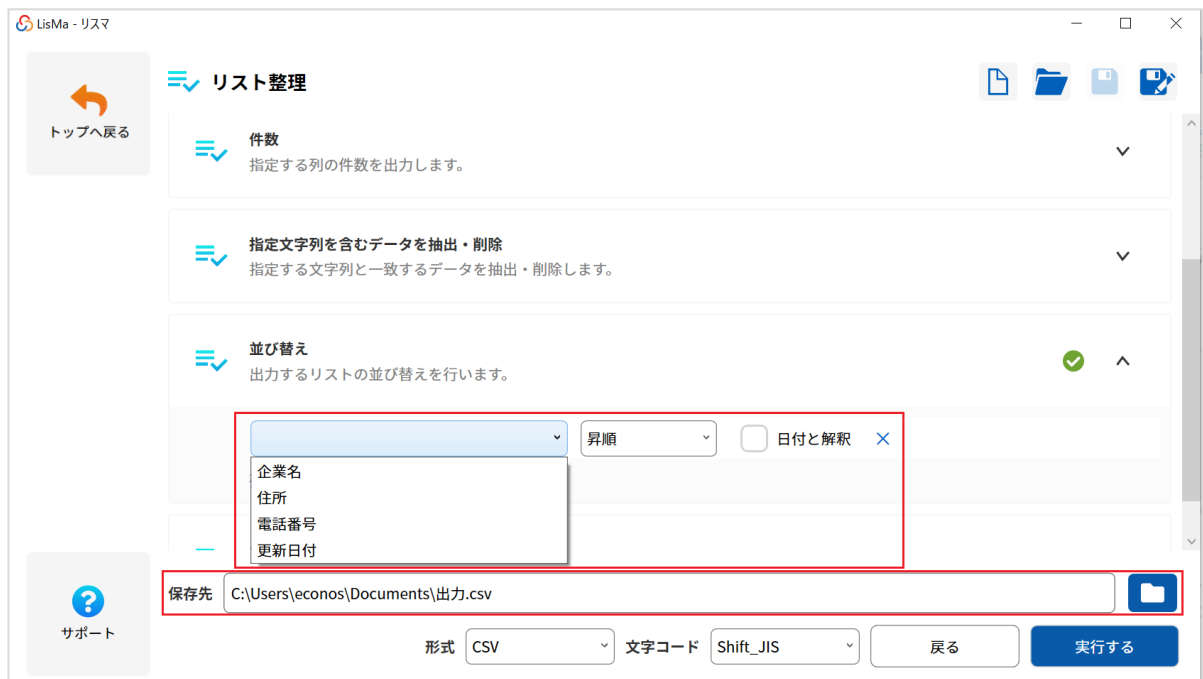 LisMa - リスマ
トップへ戻る
リスト整理
件数
指定する列の件数を出力します。
指定文字列を含むデータを抽出・削除
指定する文字列と一致するデータを抽出・削除します。
並び替え
出力するリストの並び替えを行います。
昇順
日付と解釈
企業名
住所
電話番号
更新日付
保存先 C:\Users\econos\Documents\出力.csv
サポート
形式 CSV 文字コード Shift_JIS 戻る 実行する